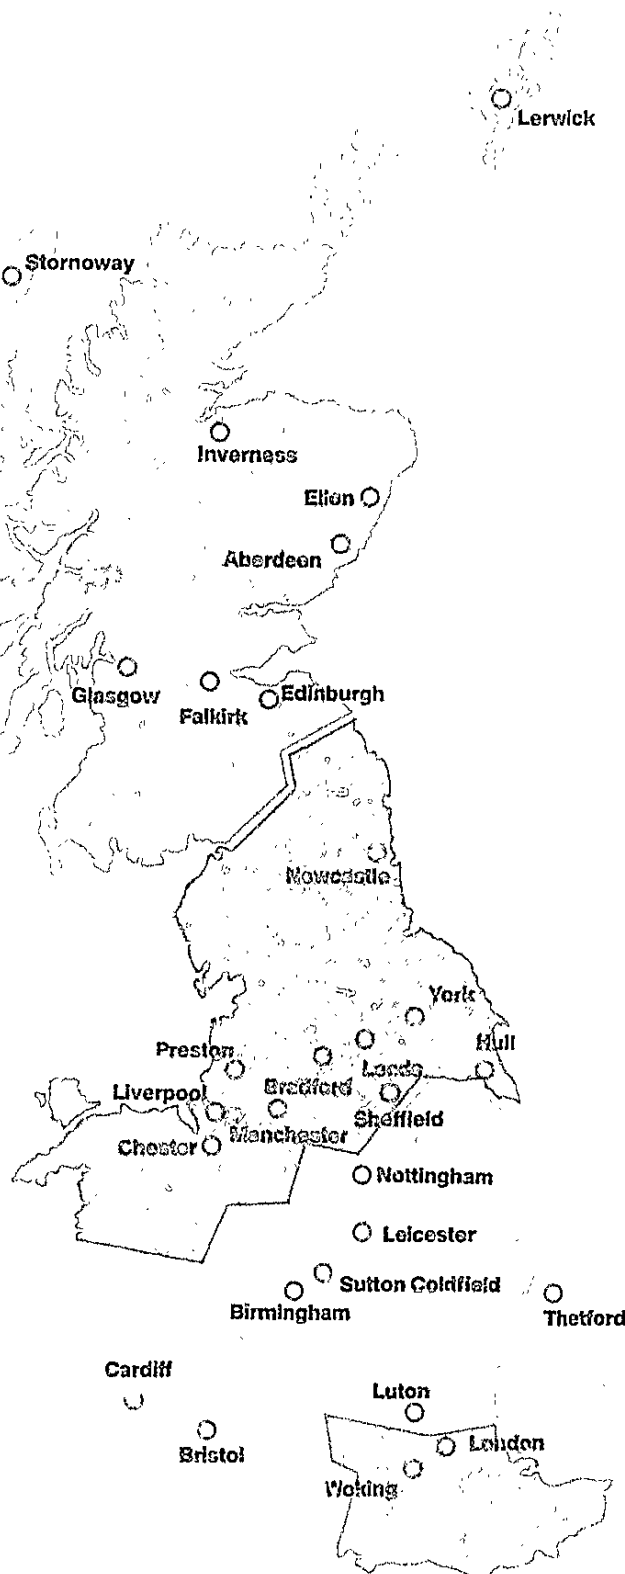 Lerwick
Stornoway
Inverness
Ellon
Aberdeen
Glasgow
Edinburgh
Falkirk
Newcastle
York
Hull
Preston
Leeds
Bradford
Liverpool
Sheffield
Manchester
Chester
Nottingham
Leicester
Sutton Coldfield
Birmingham
Thetford
Cardiff
Luton
London
Bristol
Woking